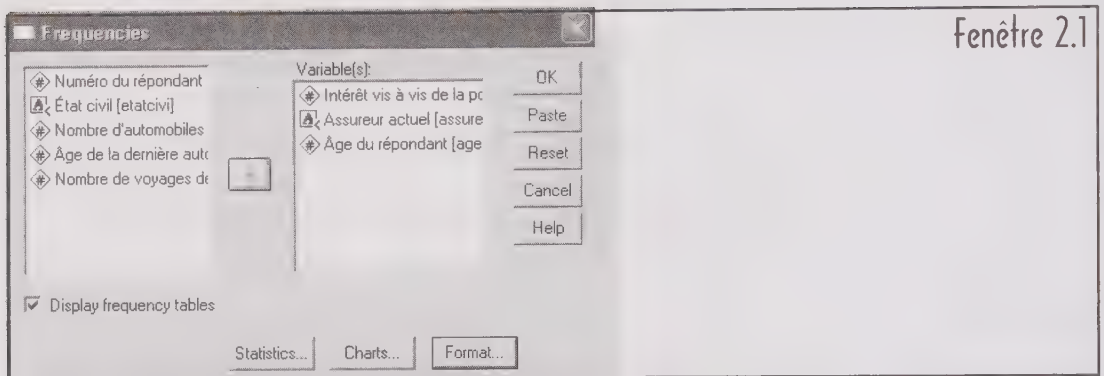 Fenêtre 2.1
Frequencies
Numéro du répondant
État civil [etatcivi]
Nombre d'automobiles
Âge de la dernière auto
Nombre de voyages de
Variable(s):
Intérêt vis à vis de la po
Assureur actuel [assure
Âge du répondant [age
OK
Paste
Reset
Cancel
Help
Display frequency tables
Statistics...
Charts...
Format...